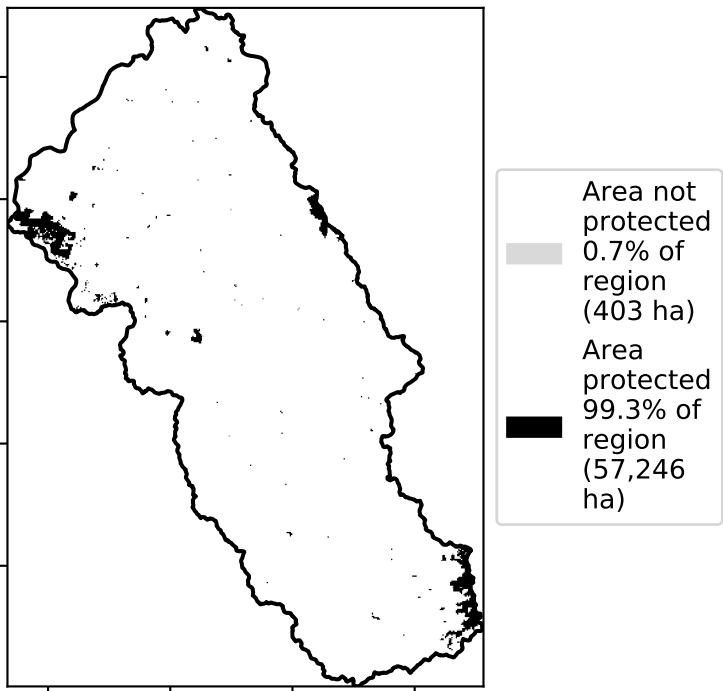 Area not
protected
0.7% of
region
(403 ha)
Area
protected
99.3% of
region
(57,246
ha)